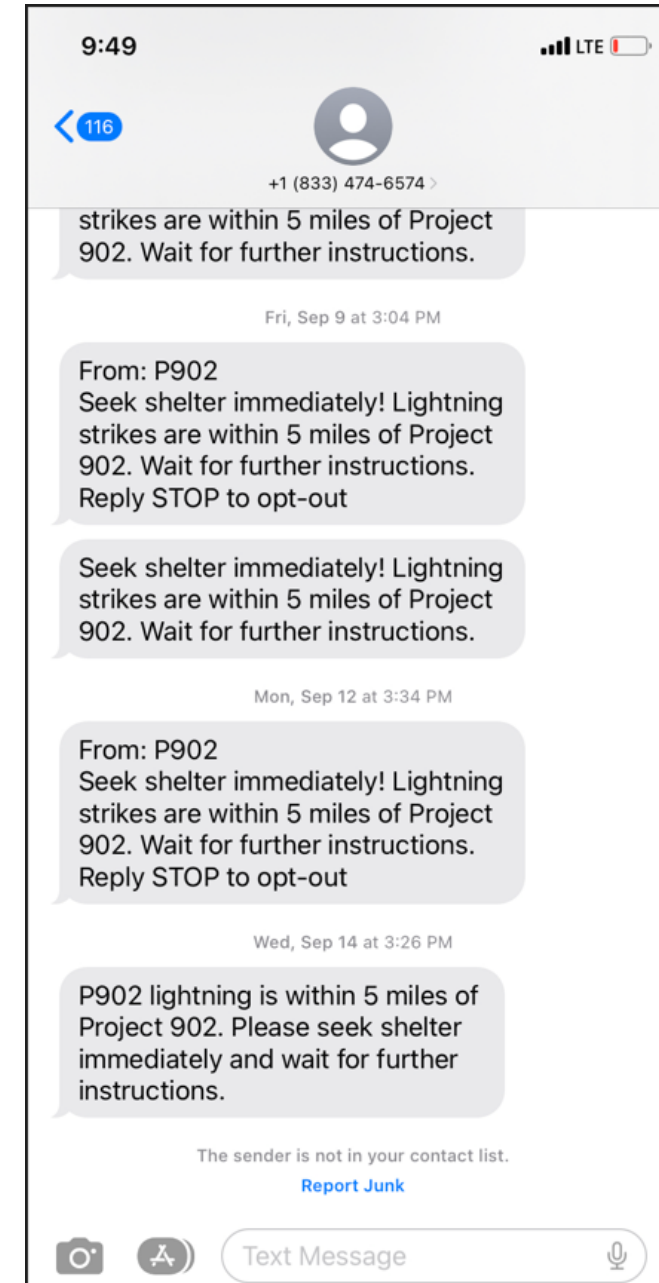 9:49
LTE
116
+1 (833) 474-6574
strikes are within 5 miles of Project
902. Wait for further instructions.
Fri, Sep 9 at 3:04 PM
From: P902
Seek shelter immediately! Lightning
strikes are within 5 miles of Project
902. Wait for further instructions.
Reply STOP to opt-out
Seek shelter immediately! Lightning
strikes are within 5 miles of Project
902. Wait for further instructions.
Mon, Sep 12 at 3:34 PM
From: P902
Seek shelter immediately! Lightning
strikes are within 5 miles of Project
902. Wait for further instructions.
Reply STOP to opt-out
Wed, Sep 14 at 3:26 PM
P902 lightning is within 5 miles of
Project 902. Please seek shelter
immediately and wait for further
instructions.
The sender is not in your contact list.
Report Junk
Text Message